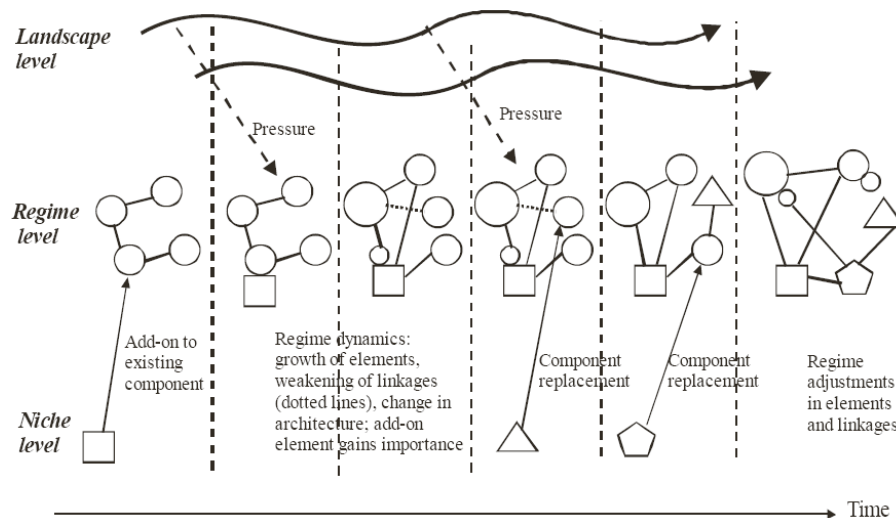 Landscape
level
Pressure
Pressure
Regime
level
Add-on to
existing
component
Regime dynamics:
growth of elements,
weakening of linkages
(dotted lines), change in
architecture; add-on
element gains importance
Component
replacement
Component
replacement
Regime
adjustments
in elements
and linkages
Niche
level
Time